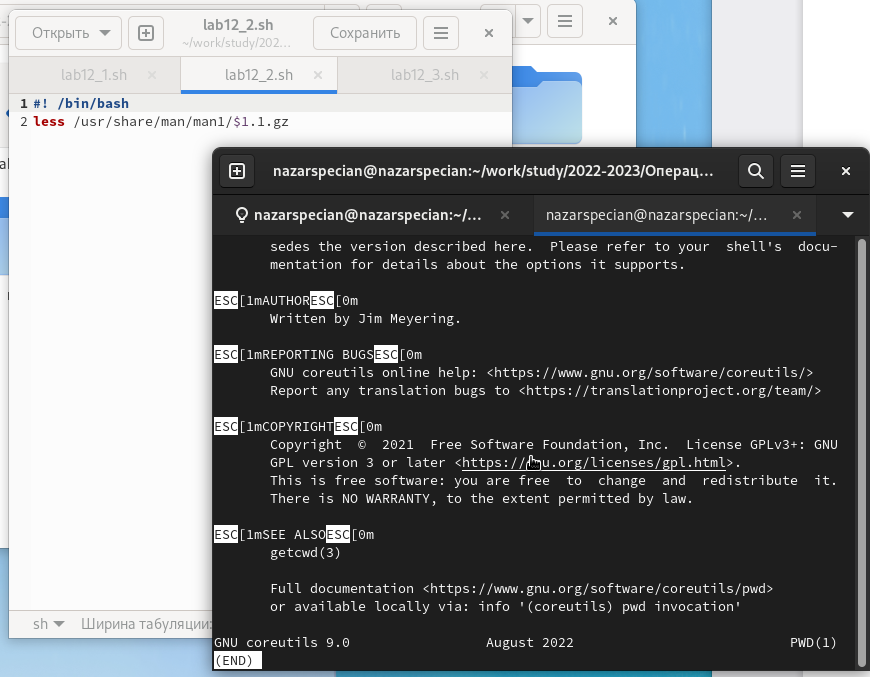 Открыть
lab12_2.sh
~/work/study/202...
Сохранить
lab12_1.sh
lab12_2.sh
lab12_3.sh
1 #! /bin/bash
2 less /usr/share/man/man1/$1.1.gz
sh
Ширина табуляции:
nazarspecian@nazarspecian:~/work/study/2022-2023/Операц...
nazarspecian@nazarspecian:~/...
nazarspecian@nazarspecian:~/...
sedes the version described here.  Please refer to your  shell's  docu-
mentation for details about the options it supports.
ESC[1mAUTHORESC[0m
Written by Jim Meyering.
ESC[1mREPORTING BUGSESC[0m
GNU coreutils online help: <https://www.gnu.org/software/coreutils/>
Report any translation bugs to <https://translationproject.org/team/>
ESC[1mCOPYRIGHTESC[0m
Copyright  ©  2021  Free Software Foundation, Inc.  License GPLv3+: GNU
GPL version 3 or later <https://gnu.org/licenses/gpl.html>.
This is free software: you are free  to  change  and  redistribute  it.
There is NO WARRANTY, to the extent permitted by law.
ESC[1mSEE ALSOESC[0m
getcwd(3)
Full documentation <https://www.gnu.org/software/coreutils/pwd>
or available locally via: info '(coreutils) pwd invocation'
GNU coreutils 9.0                 August 2022                           PWD(1)
(END)